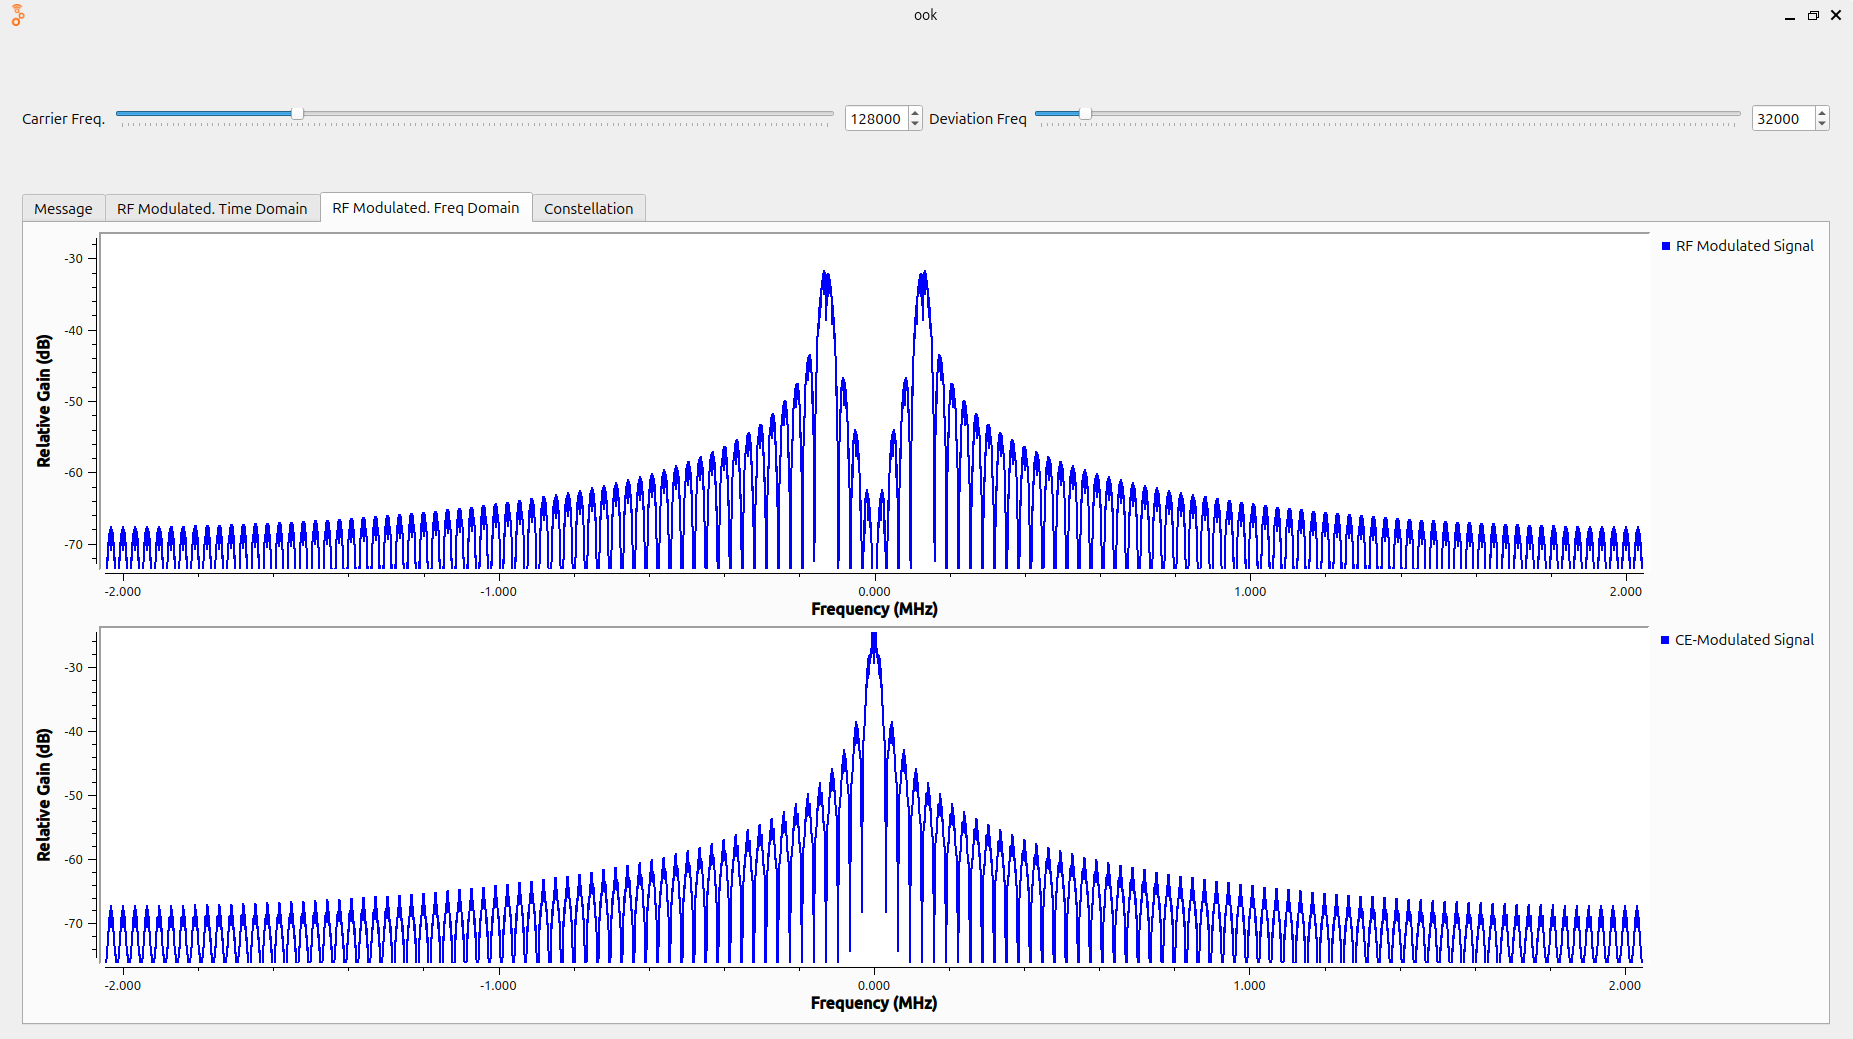 ook
Carrier Freq. 128000 Deviation Freq 32000
Message RF Modulated. Time Domain RF Modulated. Freq Domain Constellation
RF Modulated Signal
Relative Gain (dB)
-30
-40
-50
-60
-70
-2.000 -1.000 0.000 1.000 2.000
Frequency (MHz)
CE-Modulated Signal
Relative Gain (dB)
-30
-40
-50
-60
-70
-2.000 -1.000 0.000 1.000 2.000
Frequency (MHz)